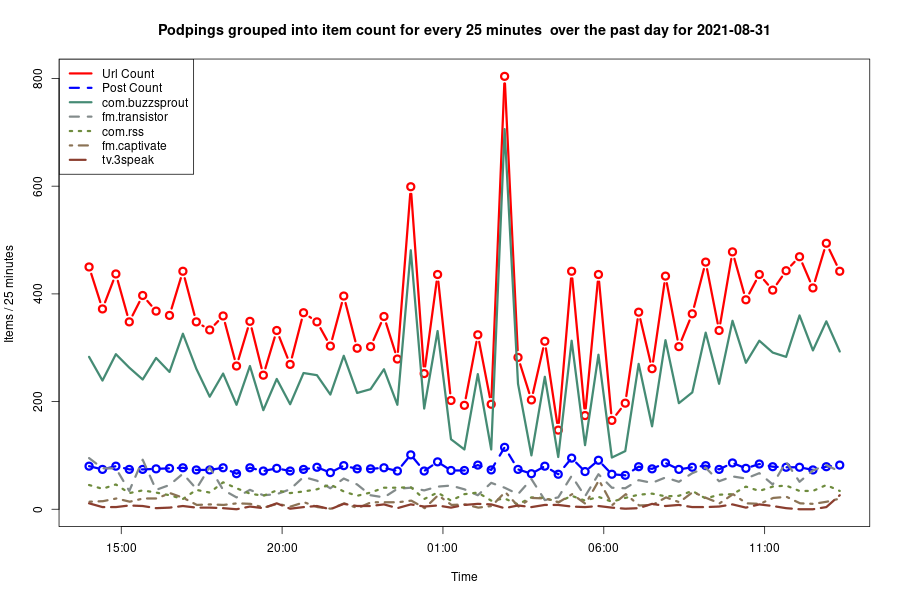 Podpings grouped into item count for every 25 minutes  over the past day for 2021-08-31
Url Count
Post Count
com.buzzsprout
fm.transistor
com.rss
fm.captivate
tv.3speak
Items / 25 minutes
800
600
400
200
0
15:00
20:00
01:00
06:00
11:00
Time